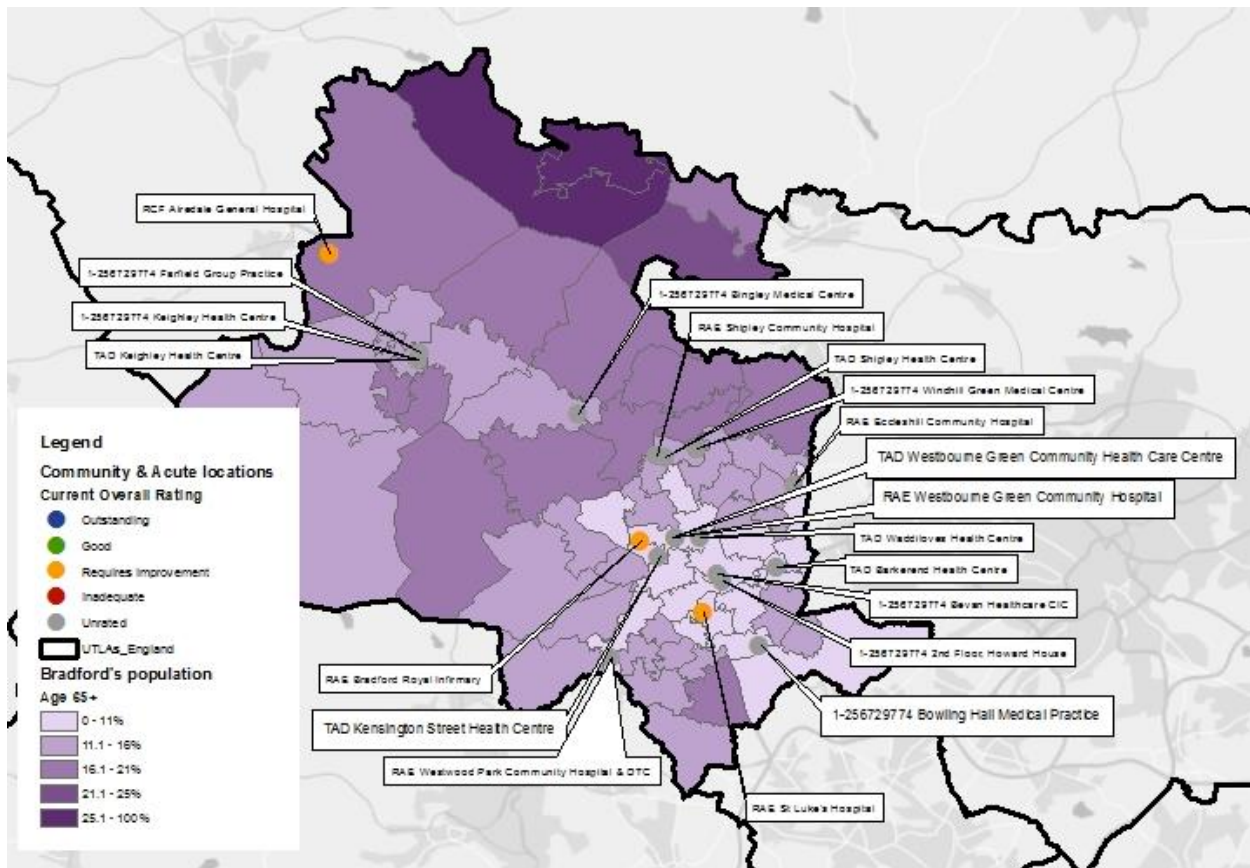 RCF Airedale General Hospital
1-256729774 Farfield Group Practice
1-256729774 Keighley Health Centre
TAD Keighley Health Centre
1-256729774 Bingley Medical Centre
RAE Shipley Community Hospital
TAD Shipley Health Centre
1-256729774 Windhill Green Medical Centre
RAE Eccleshill Community Hospital
TAD Westbourne Green Community Health Care Centre
RAE Westbourne Green Community Hospital
TAD Waddiloves Health Centre
TAD Barkerend Health Centre
1-256729774 Bevan Healthcare CIC
1-256729774 2nd Floor, Howard House
1-256729774 Bowling Hall Medical Practice
RAE St Luke's Hospital
RAE Bradford Royal Infirmary
TAD Kensington Street Health Centre
RAE Westwood Park Community Hospital & DTC
Legend
Community & Acute locations
Current Overall Rating
Outstanding
Good
Requires Improvement
Inadequate
Unrated
UTLAs_England
Bradford's population
Age 65+
0 - 11%
11.1 - 16%
16.1 - 21%
21.1 - 25%
25.1 - 100%